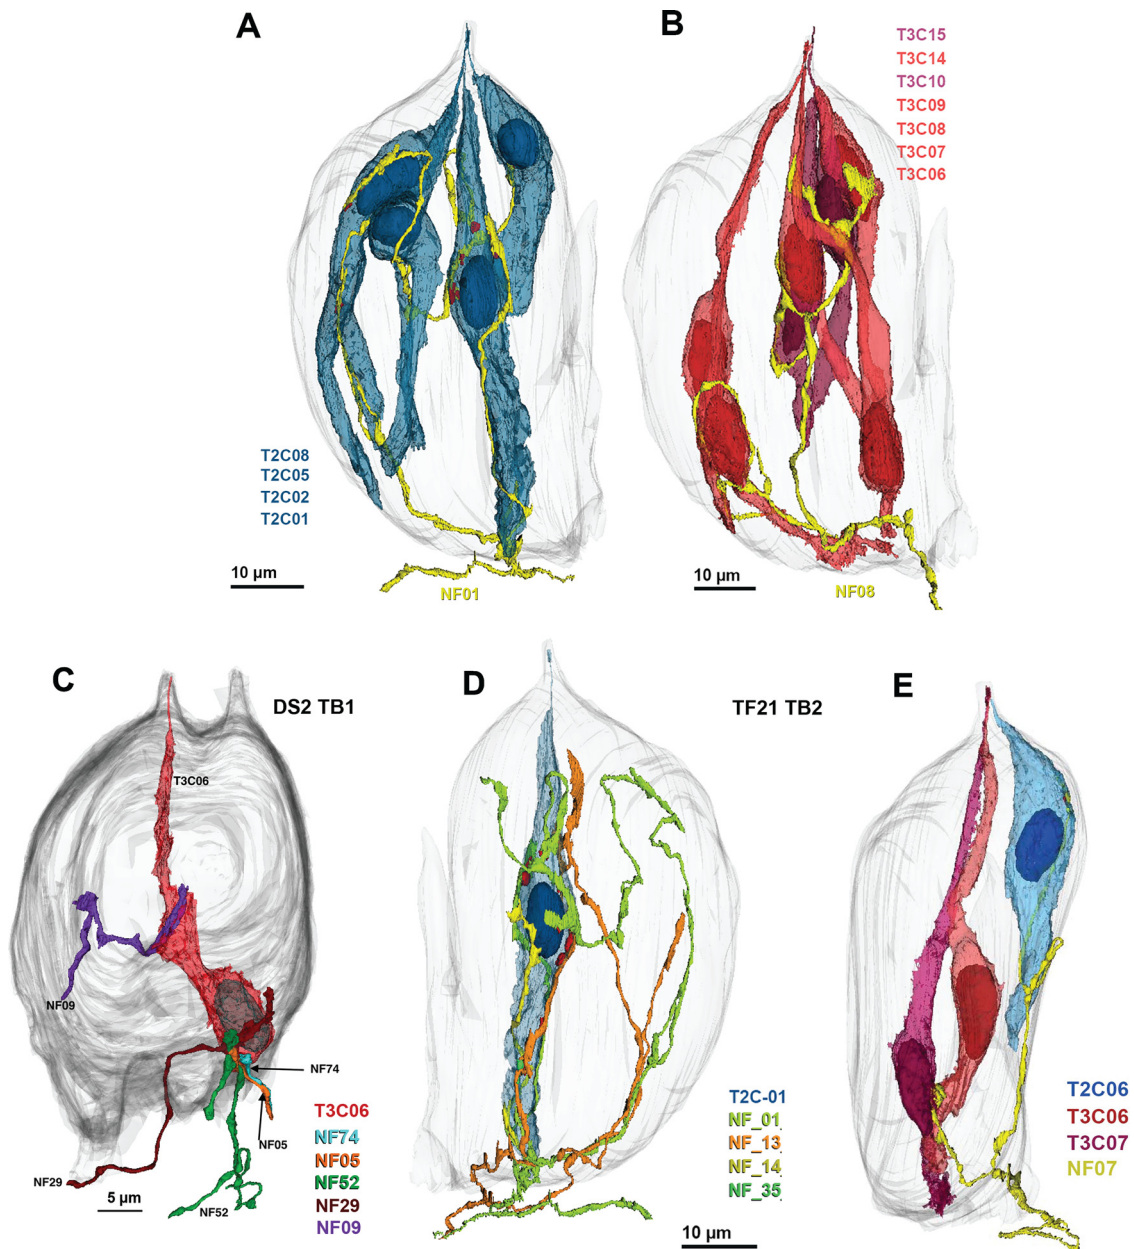 A
B
T3C15
T3C14
T3C10
T3C09
T3C08
T3C07
T3C06
T2C08
T2C05
T2C02
T2C01
10 µm
NF01
10 µm
NF08
C
DS2 TB1
D
TF21 TB2
E
T3C06
NF09
NF74
NF05
NF29
NF52
5 µm
T3C06
NF74
NF05
NF52
NF29
NF09
T2C-01
NF_01
NF_13
NF_14
NF_35
10 µm
T2C06
T3C06
T3C07
NF07